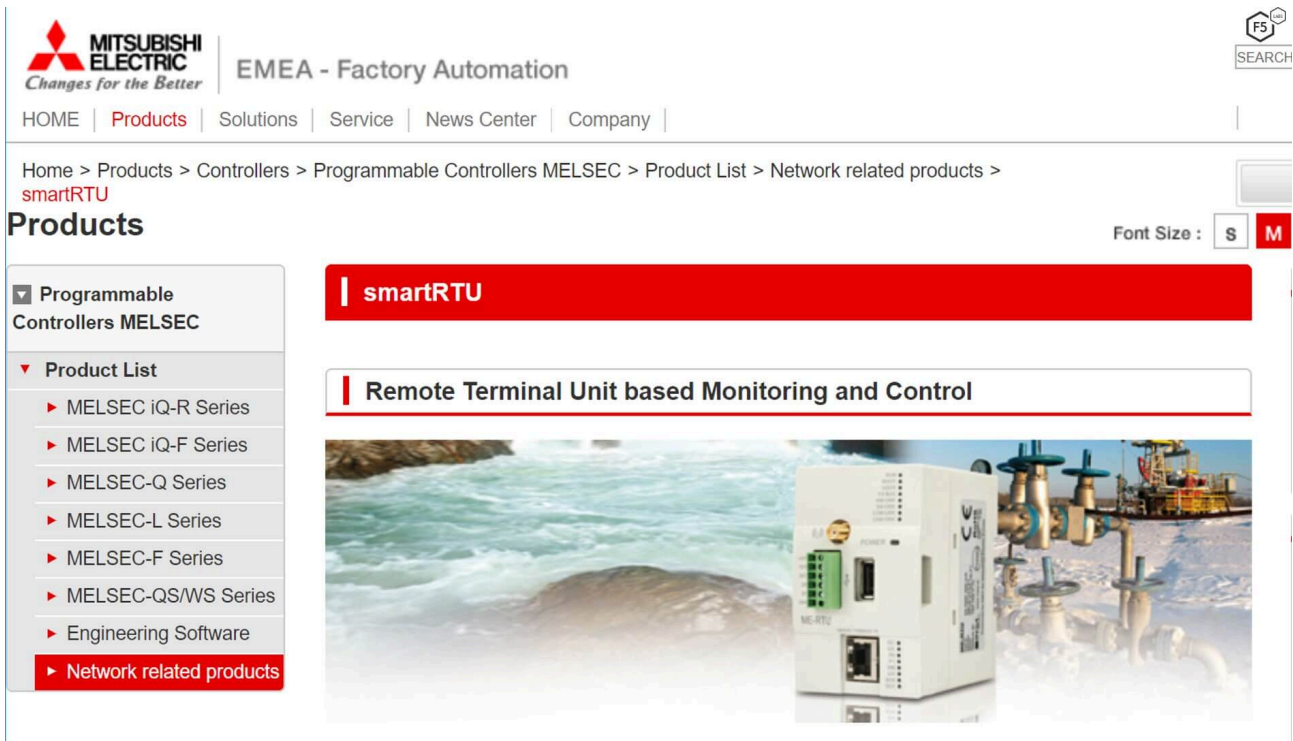 MITSUBISHI
ELECTRIC
Changes for the Better
EMEA - Factory Automation
F5 LABS
SEARCH
HOME | Products | Solutions | Service | News Center | Company |
Home > Products > Controllers > Programmable Controllers MELSEC > Product List > Network related products >
smartRTU
Products
Font Size : S M
Programmable
Controllers MELSEC
Product List
MELSEC iQ-R Series
MELSEC iQ-F Series
MELSEC-Q Series
MELSEC-L Series
MELSEC-F Series
MELSEC-QS/WS Series
Engineering Software
Network related products
smartRTU
Remote Terminal Unit based Monitoring and Control
POWER
ME-RTU
CE